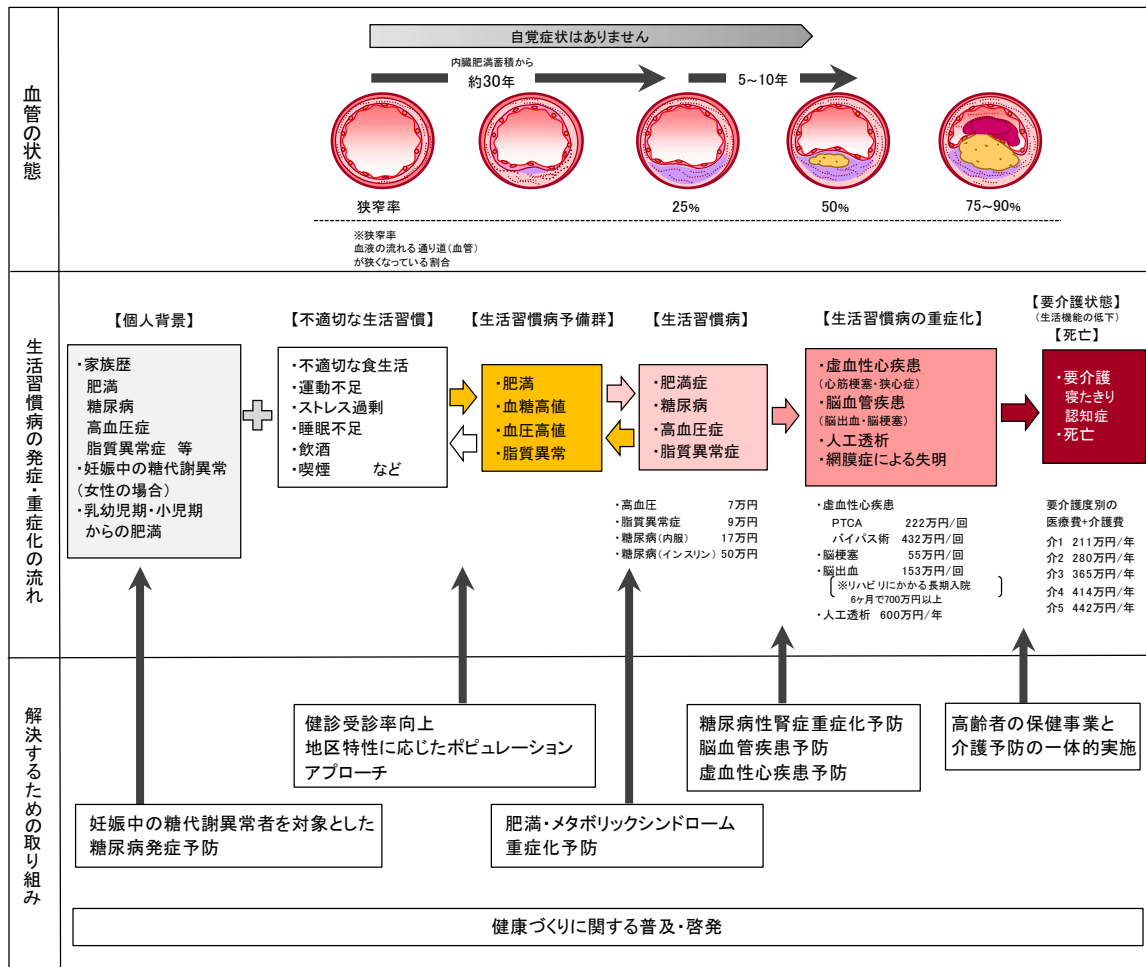 血管の状態
自覚症状はありません
内臓肥満蓄積から
約30年
5～10年
狭窄率
25%
50%
75～90%
※狭窄率
血液の流れる通り道(血管)
が狭くなっている割合
生活習慣病の発症・重症化の流れ
【個人背景】
・家族歴
肥満
糖尿病
高血圧症
脂質異常症 等
・妊娠中の糖代謝異常
(女性の場合)
・乳幼児期・小児期
からの肥満
【不適切な生活習慣】
・不適切な食生活
・運動不足
・ストレス過剰
・睡眠不足
・飲酒
・喫煙 など
【生活習慣病予備群】
・肥満
・血糖高値
・血圧高値
・脂質異常
【生活習慣病】
・肥満症
・糖尿病
・高血圧症
・脂質異常症
・高血圧 7万円
・脂質異常症 9万円
・糖尿病(内服) 17万円
・糖尿病(インスリン) 50万円
【生活習慣病の重症化】
・虚血性心疾患
(心筋梗塞・狭心症)
・脳血管疾患
(脳出血・脳梗塞)
・人工透析
・網膜症による失明
・虚血性心疾患
PTCA 222万円/回
バイパス術 432万円/回
・脳梗塞 55万円/回
・脳出血 153万円/回
※リハビリにかかる長期入院
6ヶ月で700万円以上
・人工透析 600万円/年
【要介護状態】
(生活機能の低下)
【死亡】
・要介護
寝たきり
認知症
・死亡
要介護度別の
医療費+介護費
介1 211万円/年
介2 280万円/年
介3 365万円/年
介4 414万円/年
介5 442万円/年
解決するための取り組み
健診受診率向上
地区特性に応じたポピュレーション
アプローチ
糖尿病性腎症重症化予防
脳血管疾患予防
虚血性心疾患予防
高齢者の保健事業と
介護予防の一体的実施
妊娠中の糖代謝異常者を対象とした
糖尿病発症予防
肥満・メタボリックシンドローム
重症化予防
健康づくりに関する普及・啓発